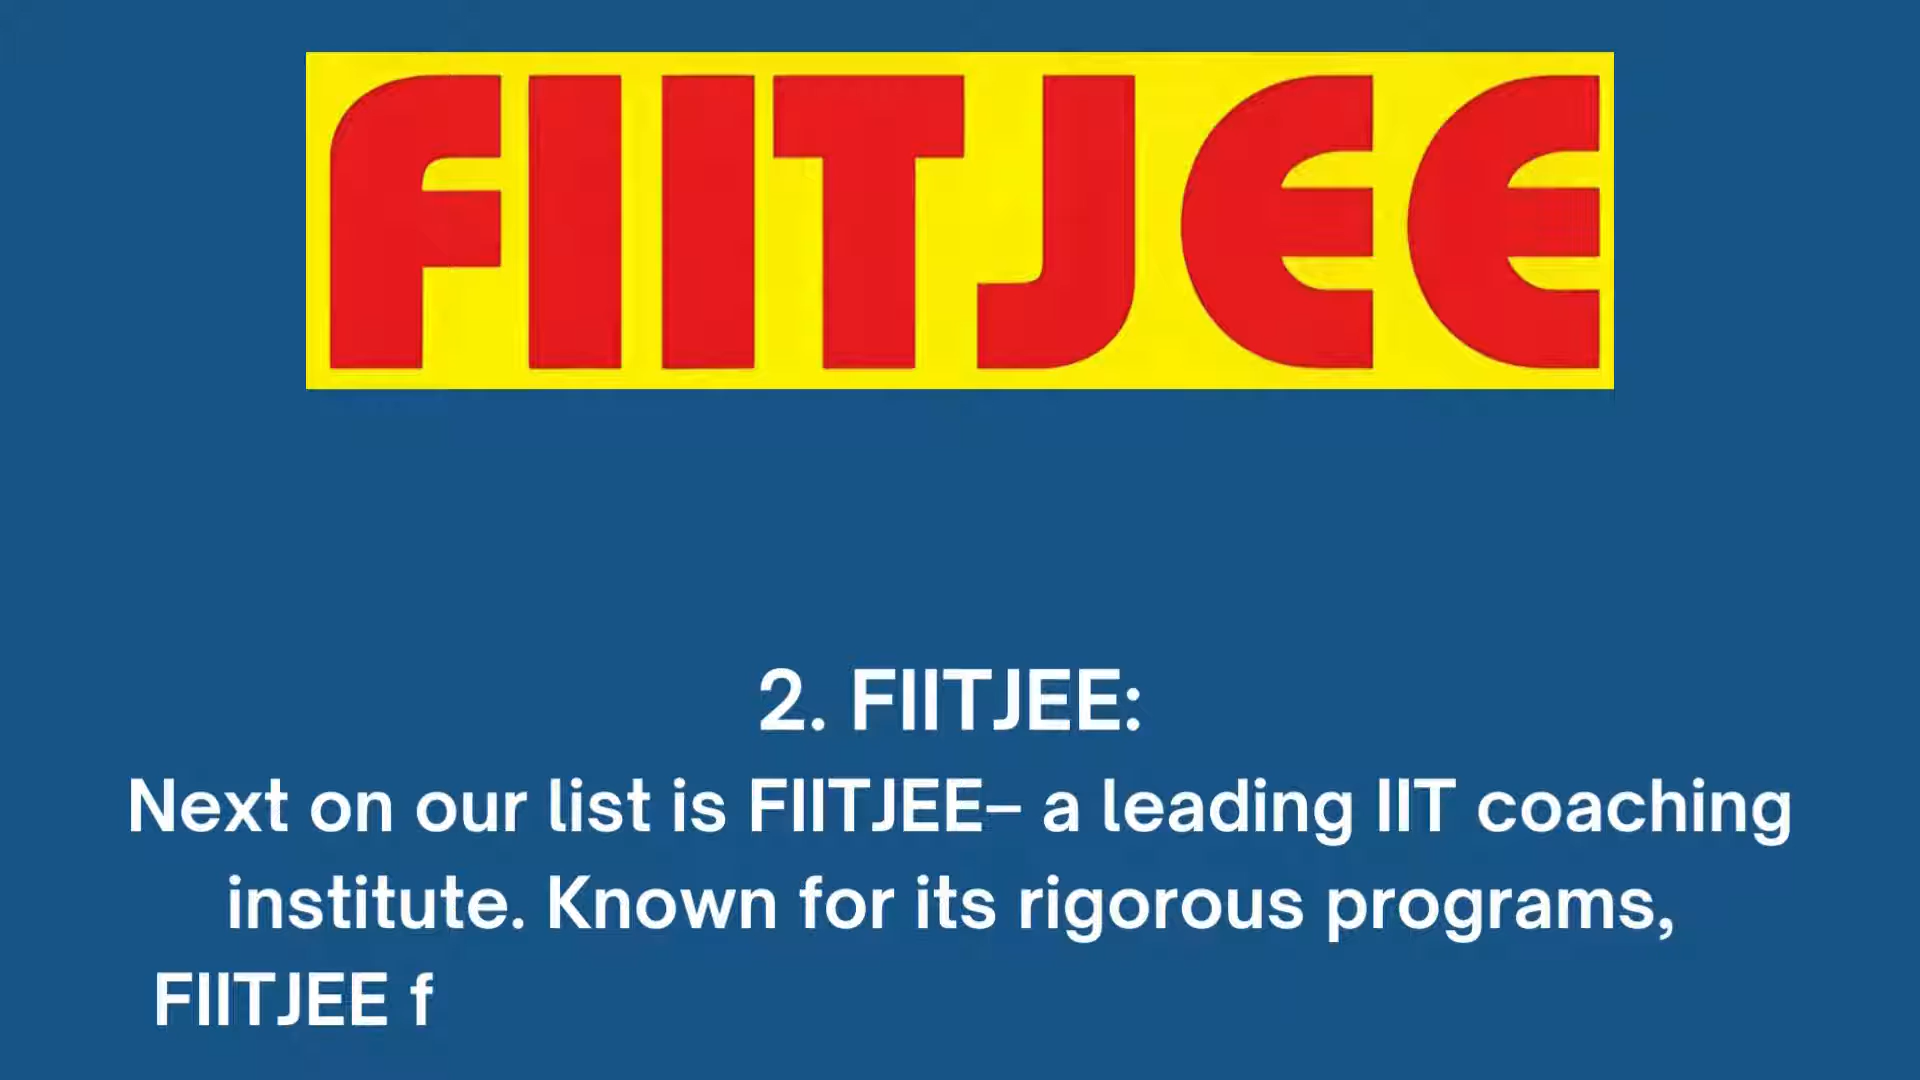 FIITJEE
2. FIITJEE:
Next on our list is FIITJEE– a leading IIT coaching
institute. Known for its rigorous programs,
FIITJEE f